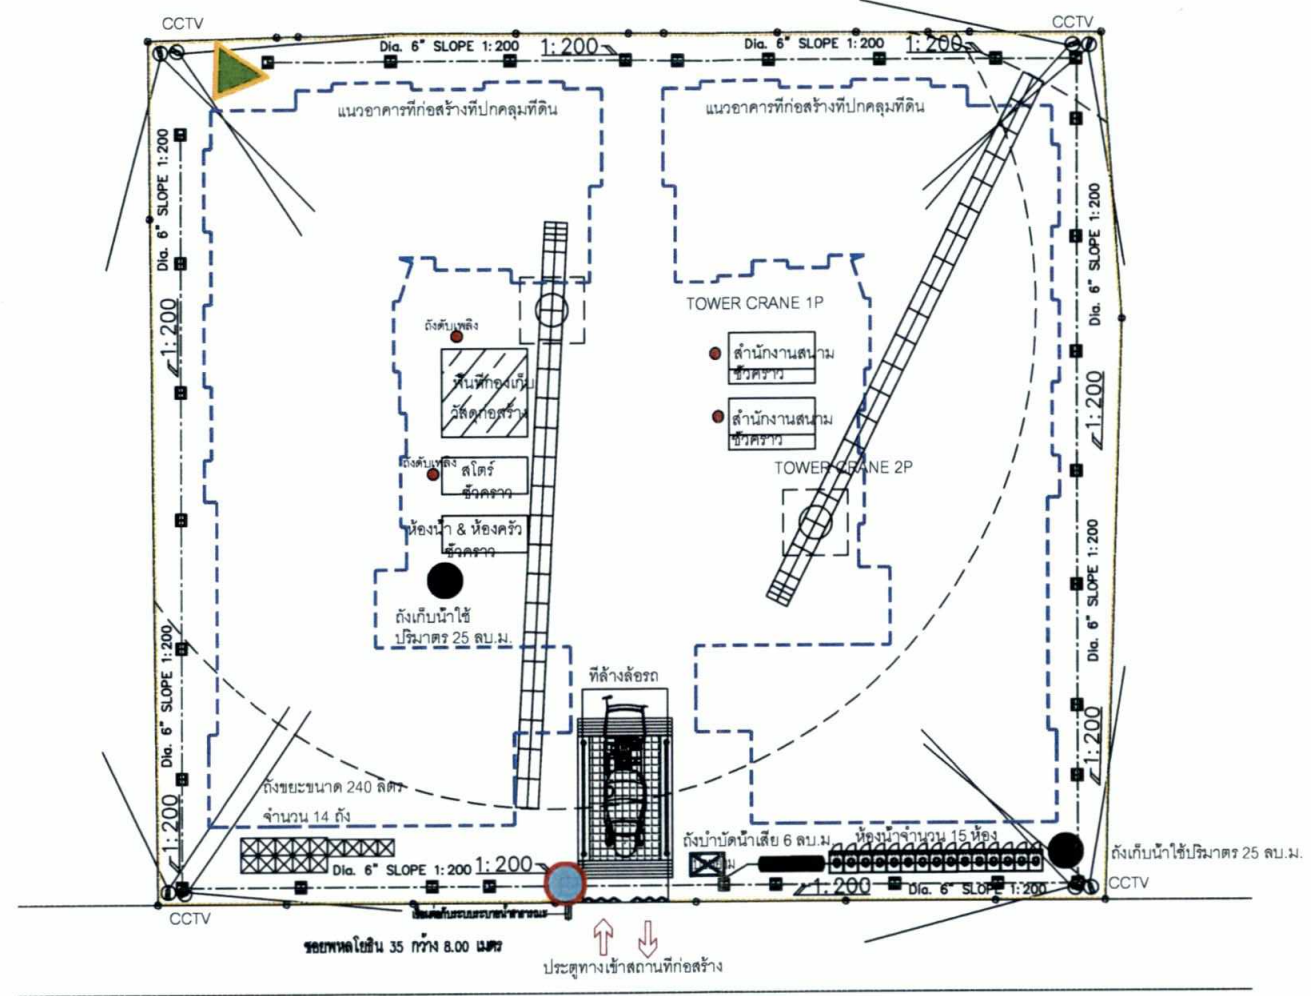 CCTV
CCTV
Dia. 6" SLOPE 1:200
1:200
Dia. 6" SLOPE 1:200
1:200
แนวอาคารที่ก่อสร้างที่ปกคลุมที่ดิน
แนวอาคารที่ก่อสร้างที่ปกคลุมที่ดิน
Dia. 6" SLOPE 1:200
Dia. 6" SLOPE 1:200
1:200
TOWER CRANE 1P
ถังดับเพลิง
สำนักงานสนาม
ชั่วคราว
พื้นที่กองเก็บ
วัสดุก่อสร้าง
1:200
สำนักงานสนาม
ชั่วคราว
ถังดับเพลิง
สโตร์
ชั่วคราว
TOWER CRANE 2P
ห้องน้ำ & ห้องครัว
ชั่วคราว
Dia. 6" SLOPE 1:200
ถังเก็บน้ำใช้
ปริมาตร 25 ลบ.ม.
Dia. 6" SLOPE 1:200
ที่ล้างล้อรถ
1:200
ถังขยะขนาด 240 ลิตร
จำนวน 14 ถัง
1:200
ถังบำบัดน้ำเสีย 6 ลบ.ม.
ห้องน้ำจำนวน 15 ห้อง
ถังเก็บน้ำใช้ปริมาตร 25 ลบ.ม.
Dia. 6" SLOPE 1:200
1:200
1:200
Dia. 6" SLOPE 1:200
CCTV
CCTV
ซอยพหลโยธิน 35 กว้าง 8.00 เมตร
ประตูทางเข้าสถานที่ก่อสร้าง